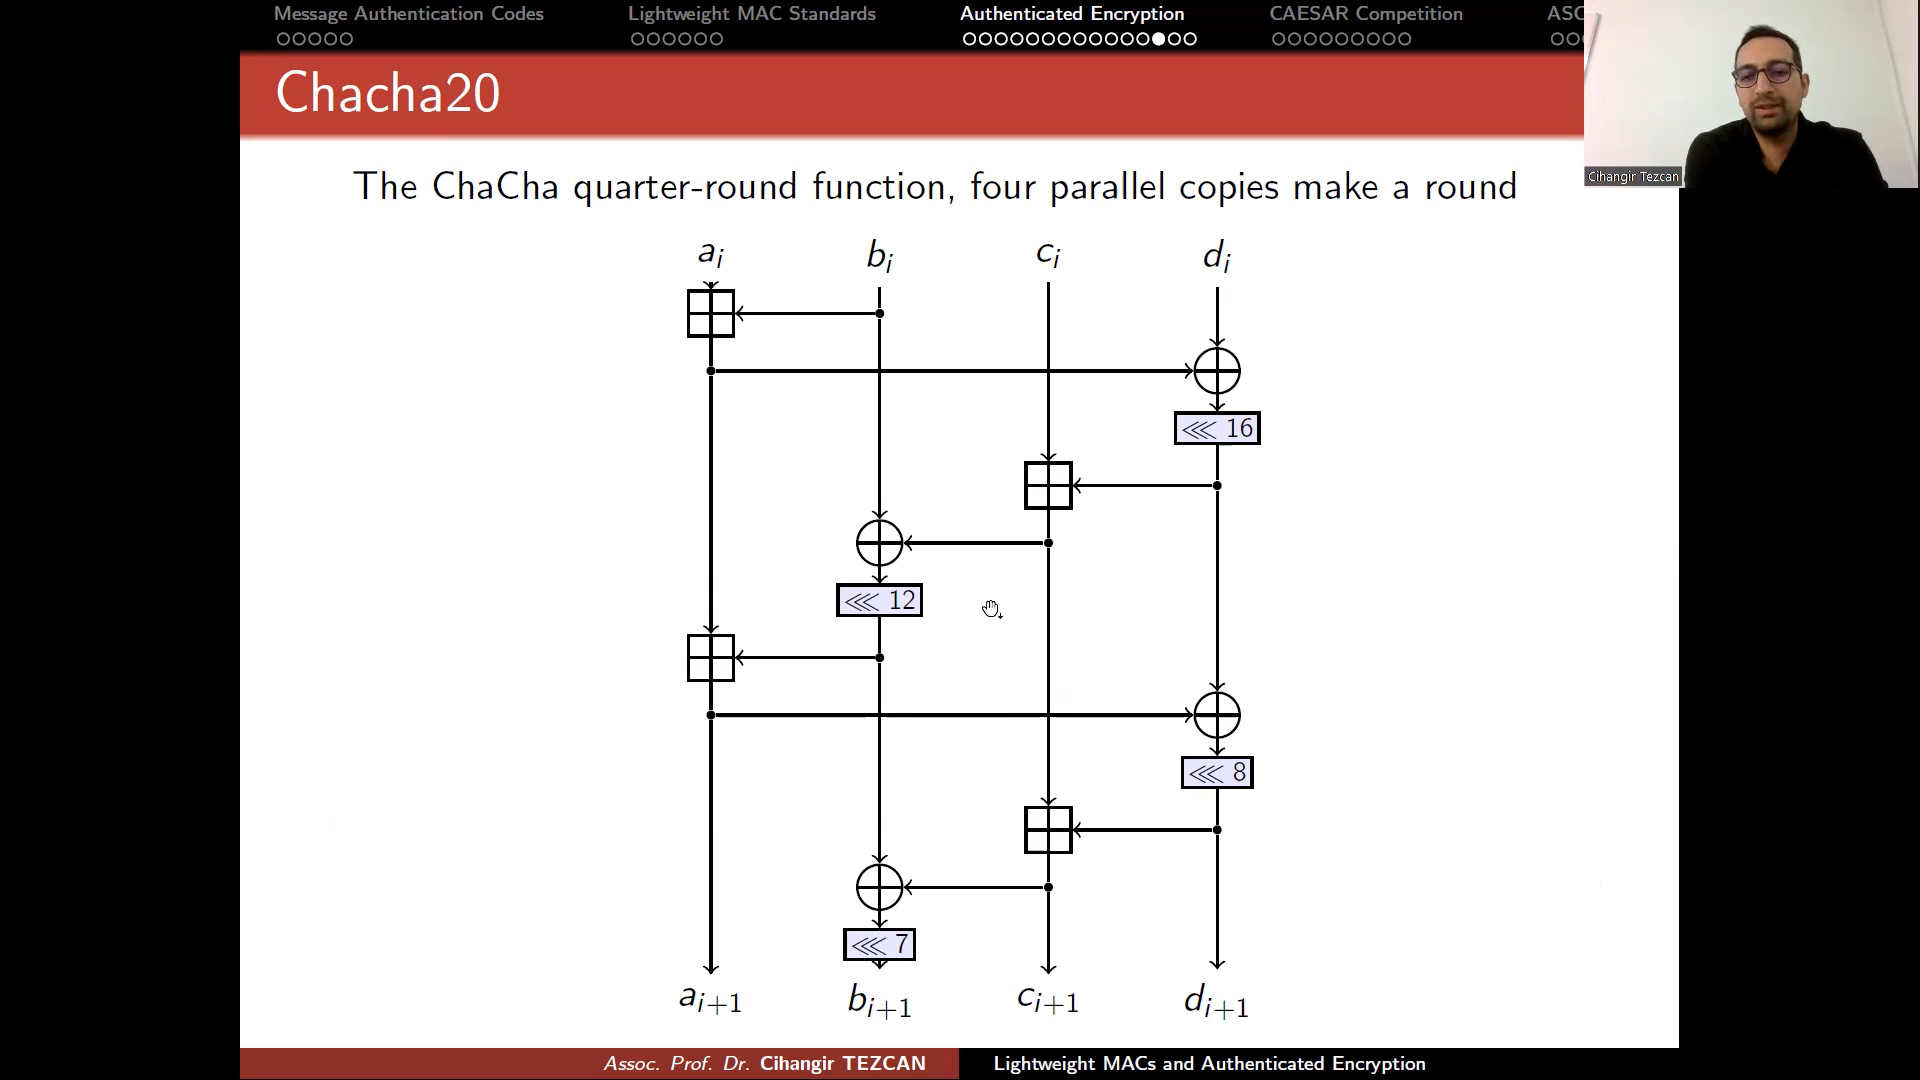 Message Authentication Codes Lightweight MAC Standards Authenticated Encryption CAESAR Competition ASC
Chacha20
Cihangir Tezcan
The ChaCha quarter-round function, four parallel copies make a round
a_i b_i c_i d_i
⋘ 16
⋘ 12
⋘ 8
⋘ 7
a_{i+1} b_{i+1} c_{i+1} d_{i+1}
Assoc. Prof. Dr. Cihangir TEZCAN Lightweight MACs and Authenticated Encryption